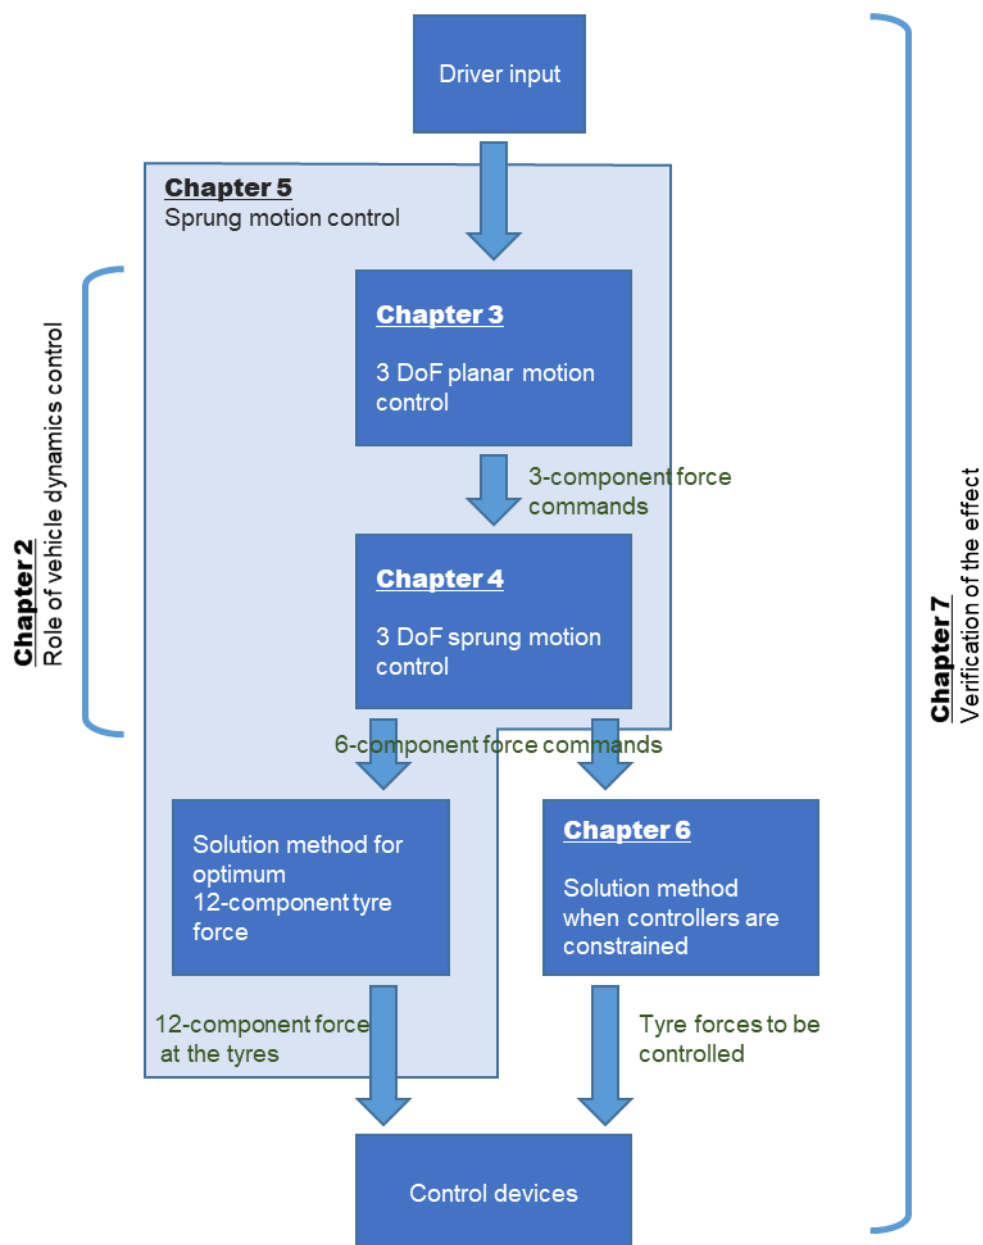 Driver input
Chapter 5
Sprung motion control
Chapter 3
3 DoF planar motion
control
3-component force
commands
Chapter 2
Role of vehicle dynamics control
Chapter 4
3 DoF sprung motion
control
Chapter 7
Verification of the effect
6-component force commands
Solution method for
optimum
12-component tyre
force
Chapter 6
Solution method
when controllers are
constrained
12-component force
at the tyres
Tyre forces to be
controlled
Control devices